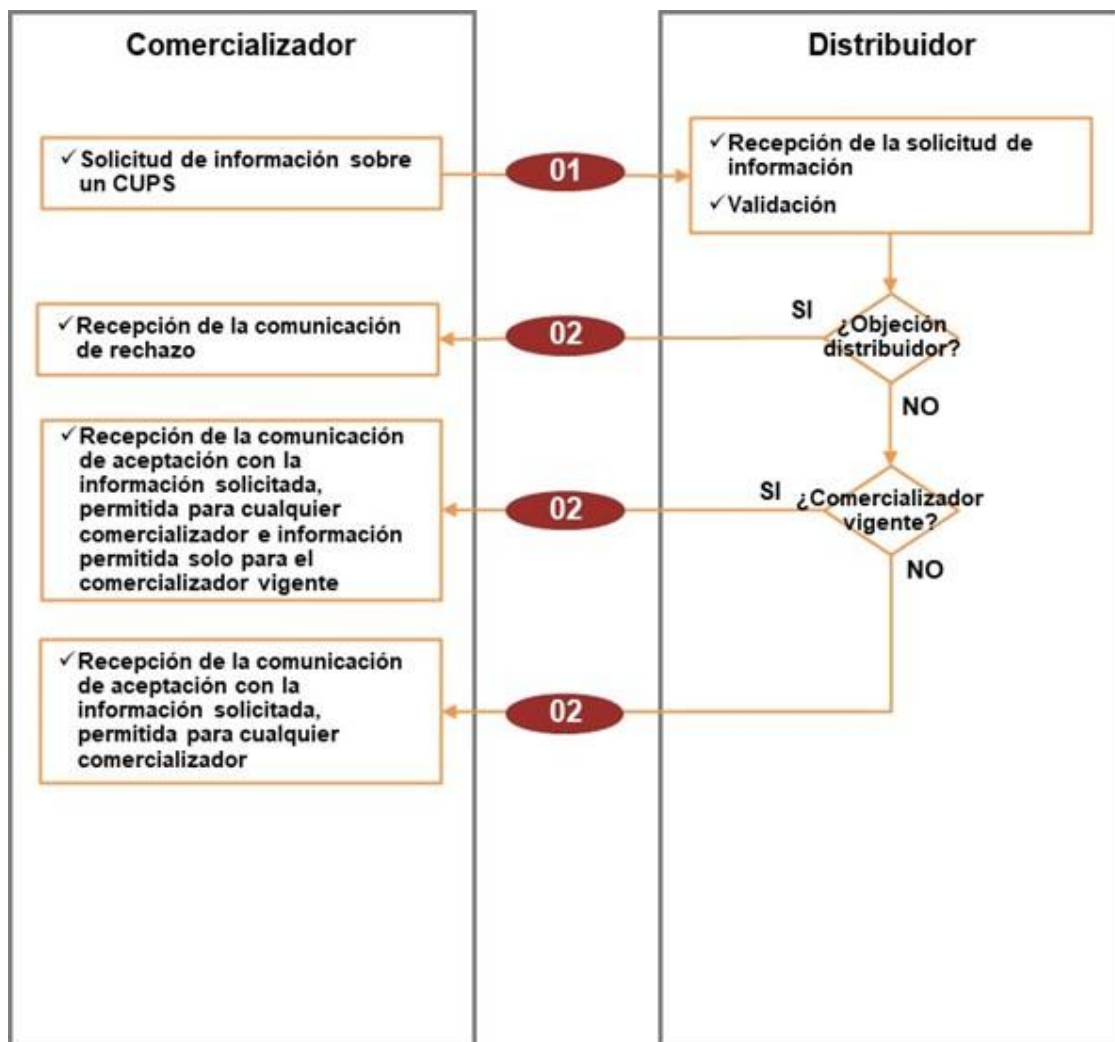 Comercializador
Distribuidor
✓ Solicitud de información sobre
un CUPS
01
✓ Recepción de la solicitud de
información
✓ Validación
SI
¿Objeción
distribuidor?
NO
02
✓ Recepción de la comunicación
de rechazo
SI
¿Comercializador
vigente?
NO
02
✓ Recepción de la comunicación
de aceptación con la
información solicitada,
permitida para cualquier
comercializador e información
permitida solo para el
comercializador vigente
02
✓ Recepción de la comunicación
de aceptación con la
información solicitada,
permitida para cualquier
comercializador